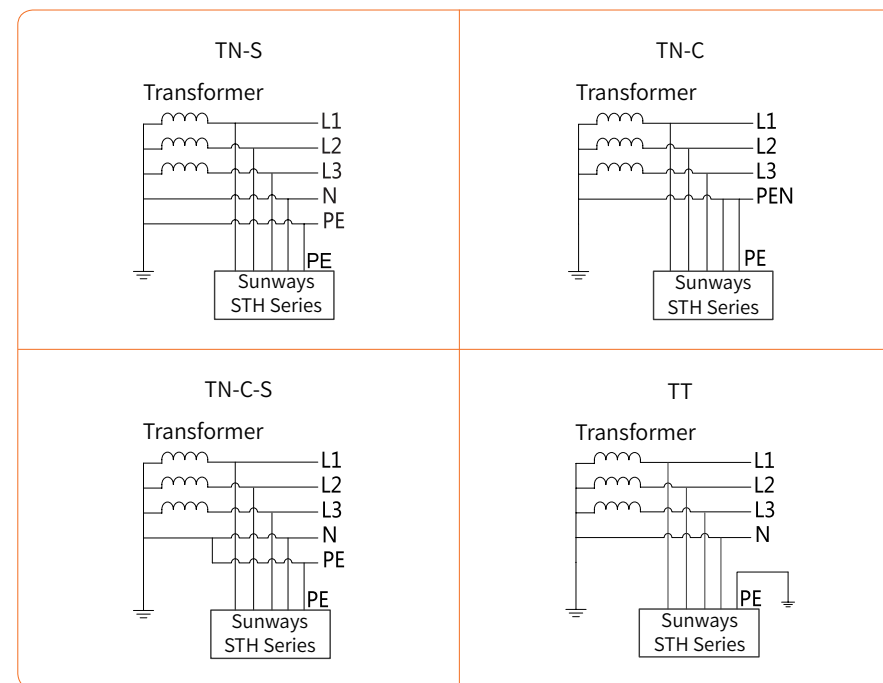 TN-S
Transformer
L1
L2
L3
N
PE
PE
Sunways
STH Series
TN-C
Transformer
L1
L2
L3
PEN
PE
Sunways
STH Series
TN-C-S
Transformer
L1
L2
L3
N
PE
PE
Sunways
STH Series
TT
Transformer
L1
L2
L3
N
PE
Sunways
STH Series